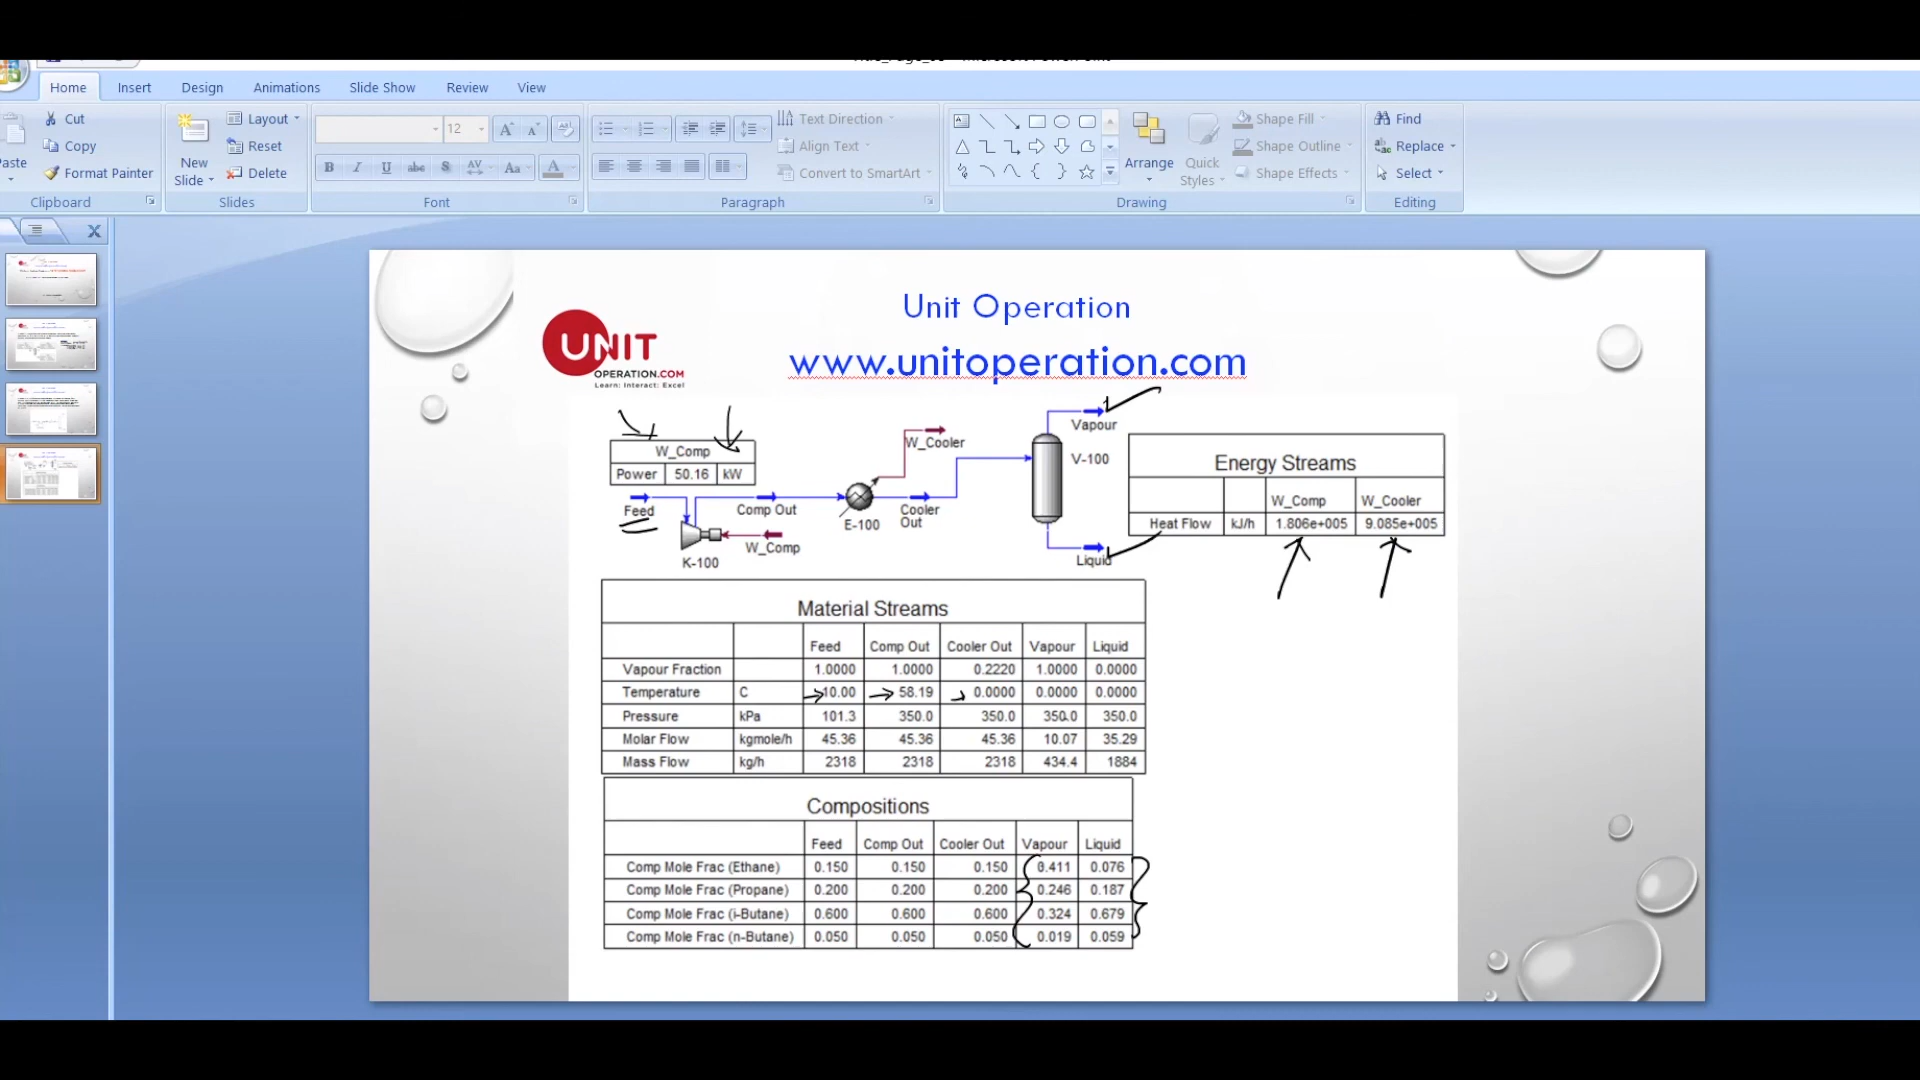 Home Insert Design Animations Slide Show Review View
Cut
Copy
Format Painter
Clipboard
New
Slide
Layout
Reset
Delete
Slides
12
Font
Paragraph
Text Direction
Align Text
Convert to SmartArt
Arrange
Quick
Styles
Shape Fill
Shape Outline
Shape Effects
Drawing
Find
Replace
Select
Editing
Unit Operation
www.unitoperation.com
UNIT
OPERATION.COM
Learn: Interact: Excel
W_Comp
Power 50.16 kW
Feed
K-100
W_Comp
Comp Out
E-100
W_Cooler
Cooler
Out
Vapour
V-100
Liquid
Energy Streams
W_Comp W_Cooler
Heat Flow kJ/h 1.806e+005 9.085e+005
Material Streams
Feed Comp Out Cooler Out Vapour Liquid
Vapour Fraction 1.0000 1.0000 0.2220 1.0000 0.0000
Temperature C 10.00 58.19 0.0000 0.0000 0.0000
Pressure kPa 101.3 350.0 350.0 350.0 350.0
Molar Flow kgmole/h 45.36 45.36 45.36 10.07 35.29
Mass Flow kg/h 2318 2318 2318 434.4 1884
Compositions
Feed Comp Out Cooler Out Vapour Liquid
Comp Mole Frac (Ethane) 0.150 0.150 0.150 0.411 0.076
Comp Mole Frac (Propane) 0.200 0.200 0.200 0.246 0.187
Comp Mole Frac (i-Butane) 0.600 0.600 0.600 0.324 0.679
Comp Mole Frac (n-Butane) 0.050 0.050 0.050 0.019 0.059